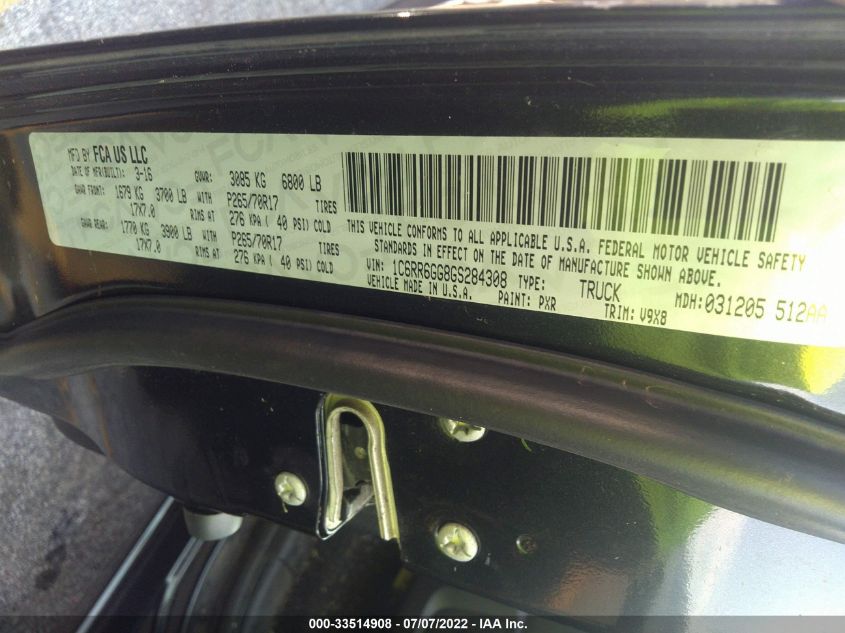 MFD BY FCA US LLC
DATE OF MFR(BUILT): 3-16 GVWR: 3085 KG 6800 LB
GAWR FRONT: 1679 KG 3700 LB WITH P265/70R17 TIRES
17X7.0 RIMS AT 276 KPA ( 40 PSI) COLD
GAWR REAR: 1770 KG 3900 LB WITH P265/70R17 TIRES
17X7.0 RIMS AT 276 KPA ( 40 PSI) COLD
THIS VEHICLE CONFORMS TO ALL APPLICABLE U.S.A. FEDERAL MOTOR VEHICLE SAFETY
STANDARDS IN EFFECT ON THE DATE OF MANUFACTURE SHOWN ABOVE.
VIN: 1C6RR6GG8GS284308 TYPE: TRUCK MDH:031205 512AA
VEHICLE MADE IN U.S.A. PAINT: PXR TRIM: V9X8
000-33514908 - 07/07/2022 - IAA Inc.